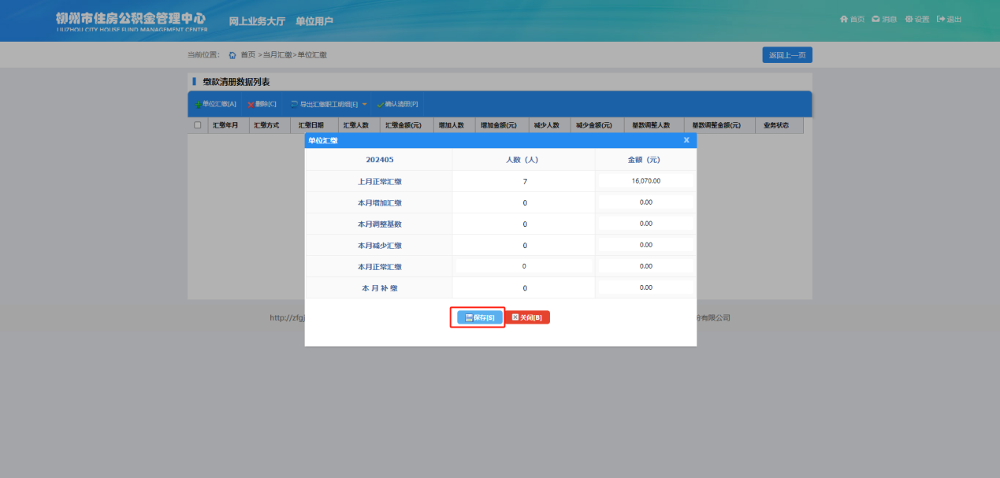 柳州市住房公积金管理中心 网上业务大厅 单位用户 首页 消息 设置 退出
LIUZHOU CITY HOUSE FUND MANAGEMENT CENTER
当前位置： 首页 >当月汇缴>单位汇缴 返回上一页
缴款清册数据列表
单位汇缴[A] 删除[C] 导出汇缴职工明细[E] 确认清册[P]
汇缴年月 汇缴方式 汇缴日期 汇缴人数 汇缴金额(元) 增加人数 增加金额(元) 减少人数 减少金额(元) 基数调整人数 基数调整金额(元) 业务状态
单位汇缴 X
202405 人数（人） 金额（元）
上月正常汇缴 7 16,070.00
本月增加汇缴 0 0.00
本月调整基数 0 0.00
本月减少汇缴 0 0.00
本月正常汇缴 0 0.00
本 月 补 缴 0 0.00
保存[S] 关闭[B]
http://zfgj 份有限公司